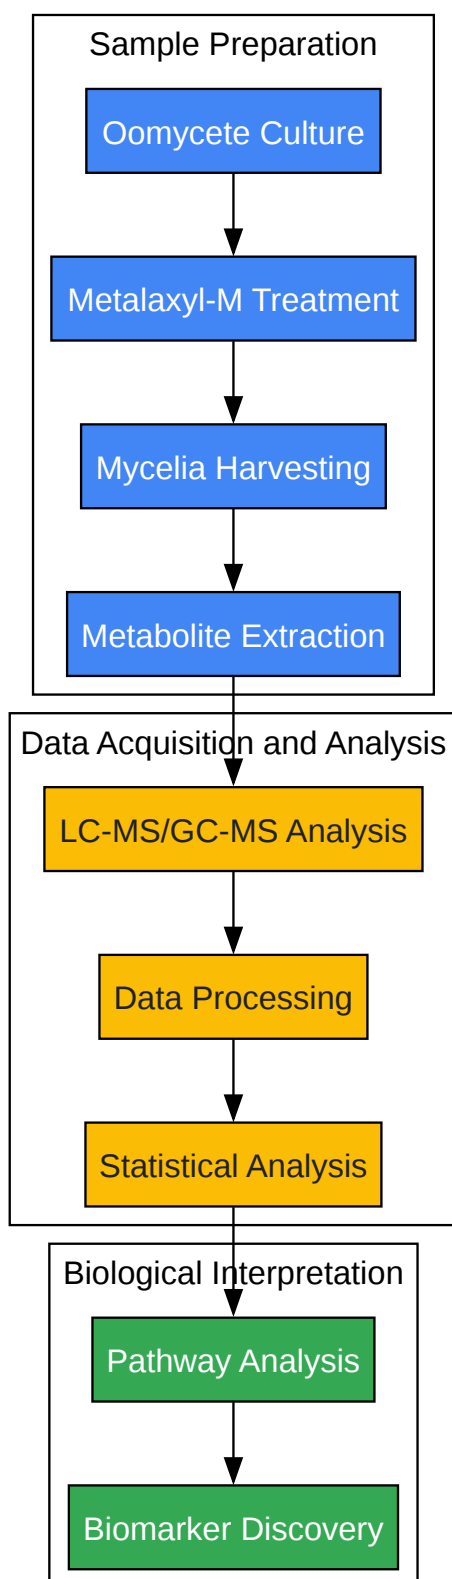 Sample Preparation
Oomycete Culture
Metalaxyl-M Treatment
Mycelia Harvesting
Metabolite Extraction
Data Acquisition and Analysis
LC-MS/GC-MS Analysis
Data Processing
Statistical Analysis
Biological Interpretation
Pathway Analysis
Biomarker Discovery